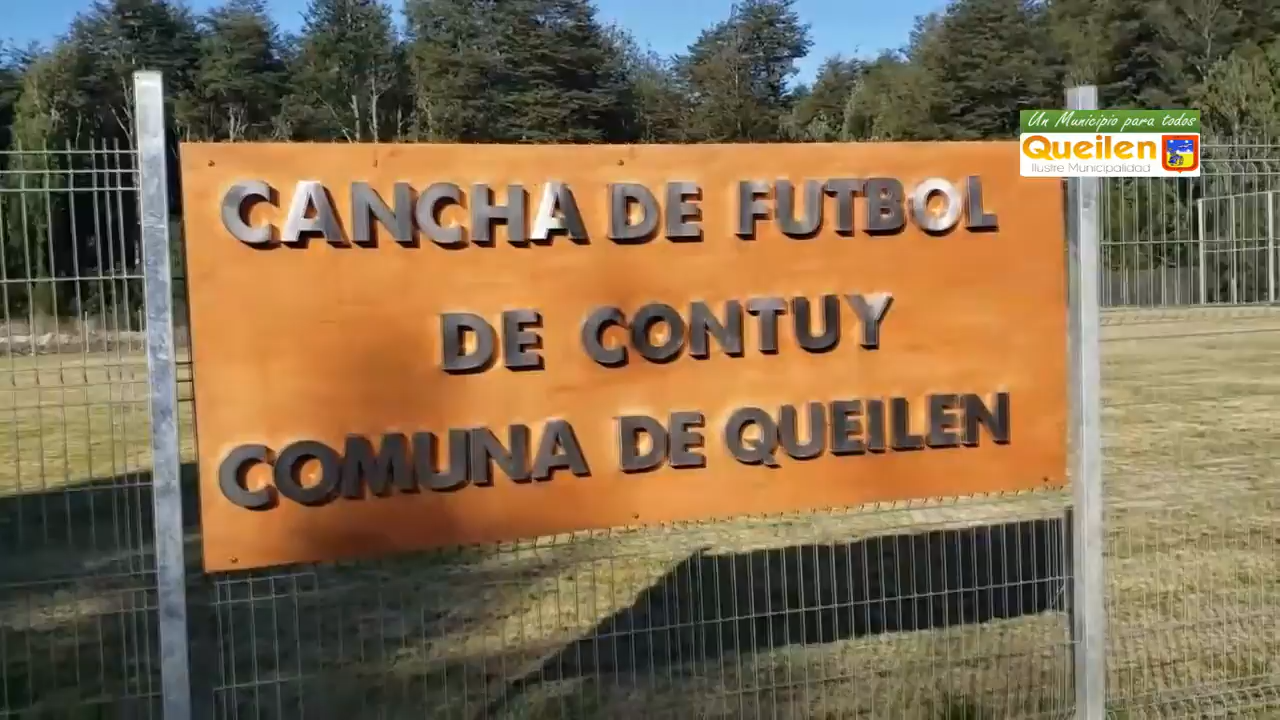 Un Municipio para todos
Queilen
Ilustre Municipalidad
CANCHA DE FUTBOL
DE CONTUY
COMUNA DE QUEILEN